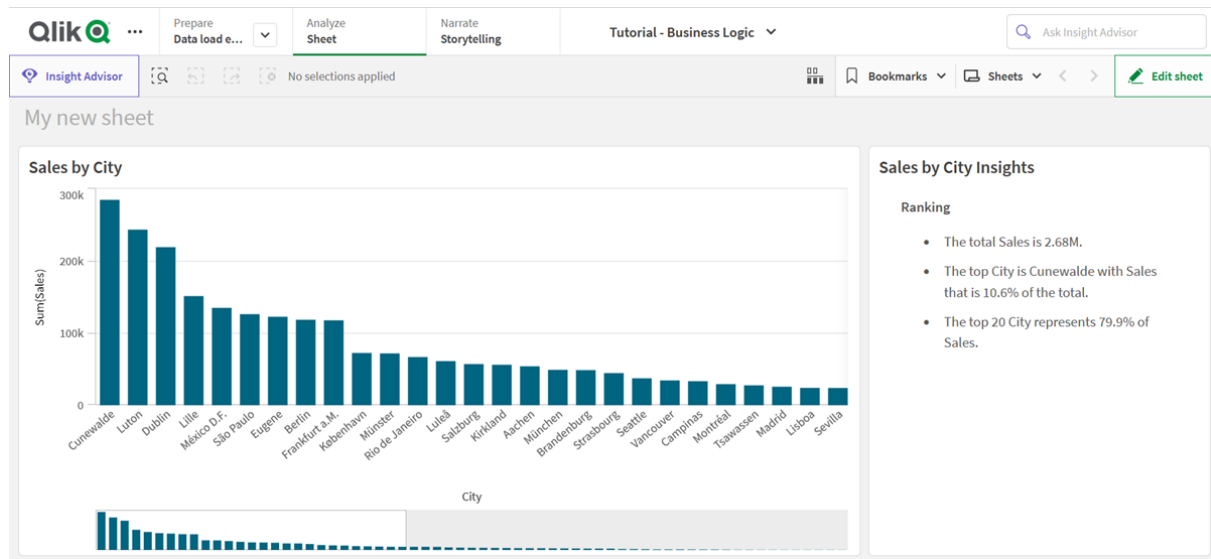 Qlik
Prepare
Data load e...
Analyze
Sheet
Narrate
Storytelling
Tutorial - Business Logic
Ask Insight Advisor
Insight Advisor
No selections applied
Bookmarks
Sheets
Edit sheet
My new sheet
Sales by City
300k
200k
100k
0
Sum(Sales)
Cunewalde
Luton
Dublin
Lille
México D.F.
São Paulo
Eugene
Berlin
Frankfurt a.M.
København
Münster
Rio de Janeiro
Luleå
Salzburg
Kirkland
Aachen
München
Brandenburg
Strasbourg
Seattle
Vancouver
Campinas
Montréal
Tsawassen
Madrid
Lisboa
Sevilla
City
Sales by City Insights
Ranking
• The total Sales is 2.68M.
• The top City is Cunewalde with Sales
that is 10.6% of the total.
• The top 20 City represents 79.9% of
Sales.